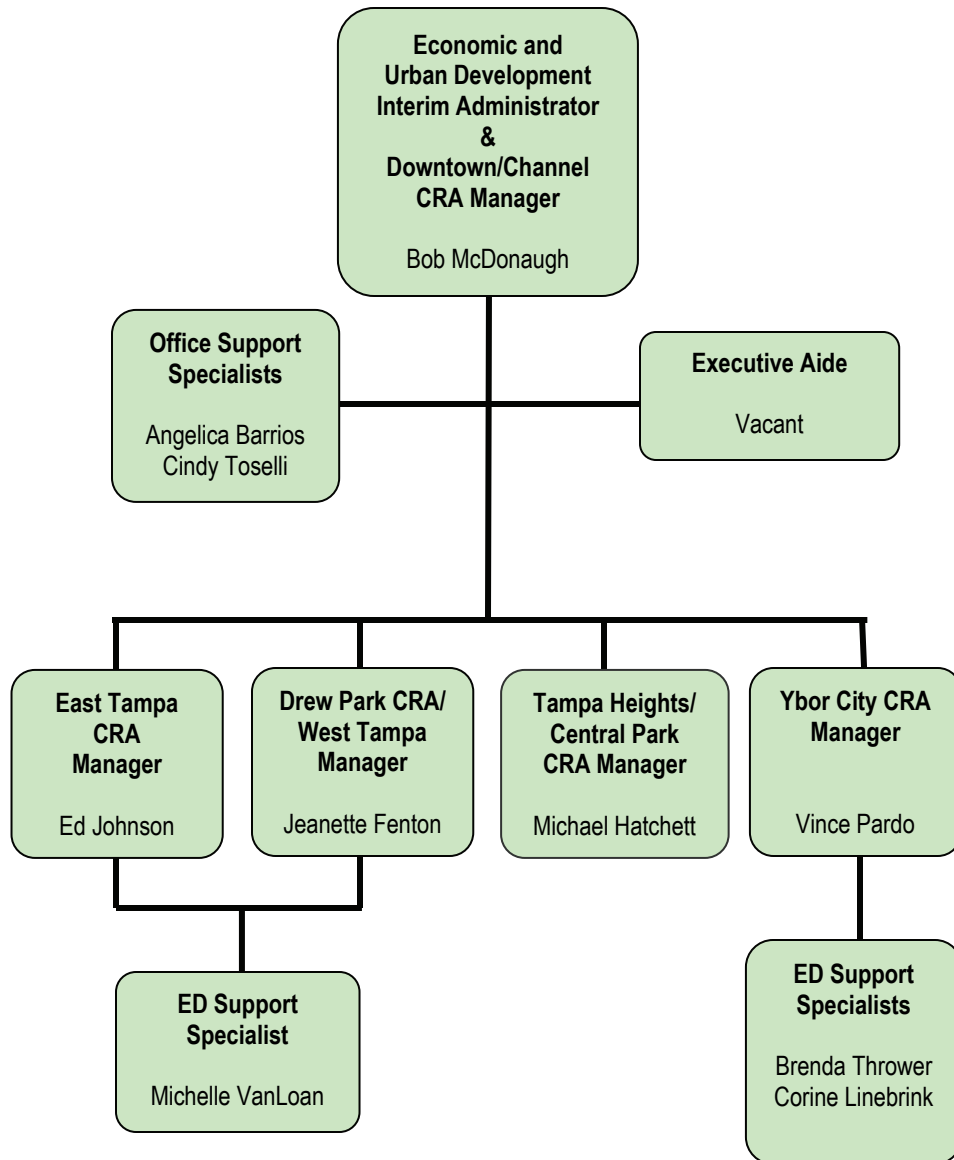 Economic and
Urban Development
Interim Administrator
&
Downtown/Channel
CRA Manager
Bob McDonaugh
Office Support
Specialists
Angelica Barrios
Cindy Toselli
Executive Aide
Vacant
East Tampa
CRA
Manager
Ed Johnson
Drew Park CRA/
West Tampa
Manager
Jeanette Fenton
Tampa Heights/
Central Park
CRA Manager
Michael Hatchett
Ybor City CRA
Manager
Vince Pardo
ED Support
Specialist
Michelle VanLoan
ED Support
Specialists
Brenda Thrower
Corine Linebrink